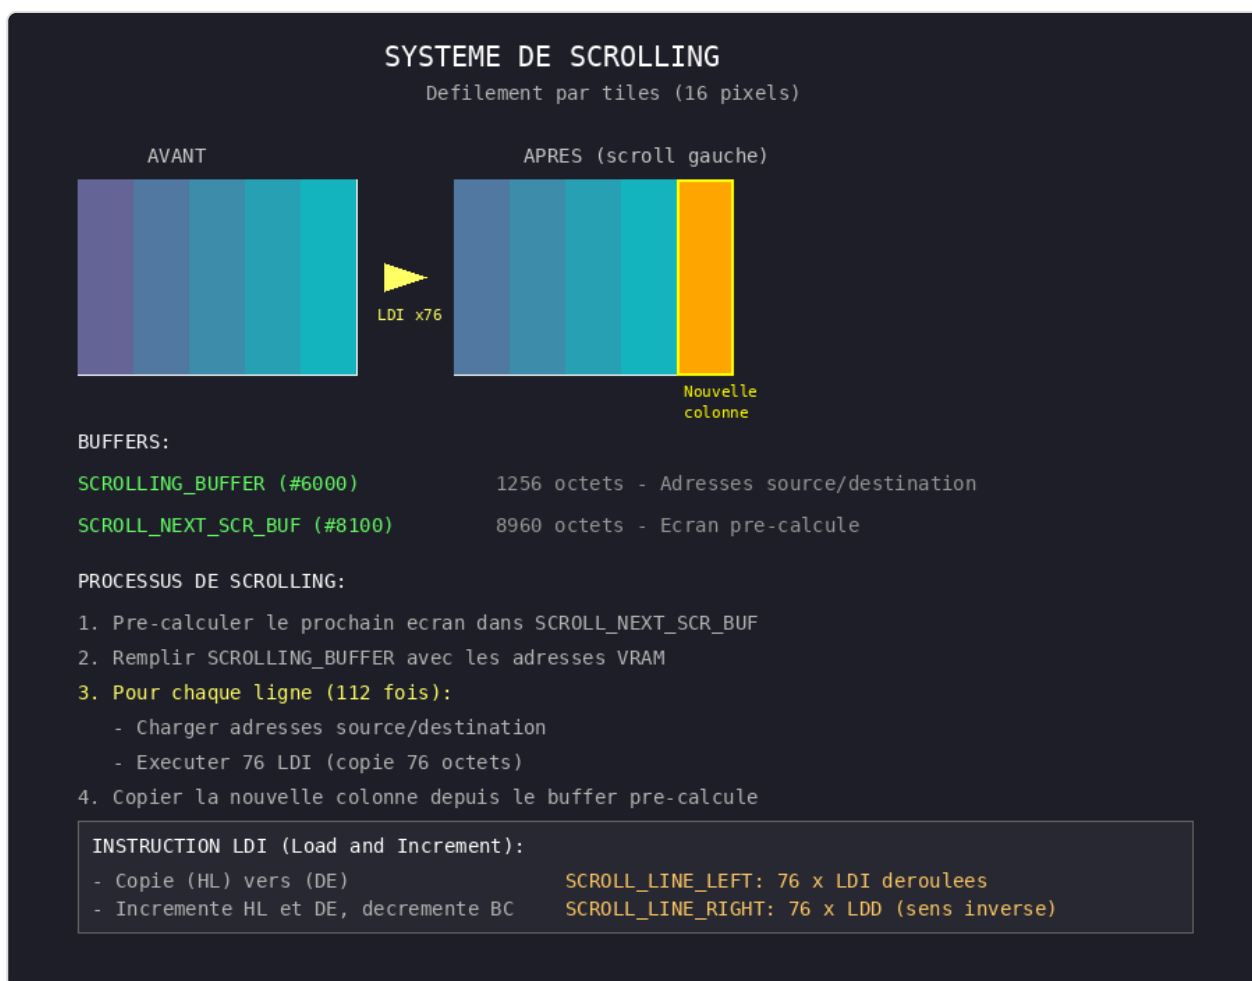 SYSTEME DE SCROLLING
Defilement par tiles (16 pixels)
AVANT
APRES (scroll gauche)
LDI x76
Nouvelle
colonne
BUFFERS:
SCROLLING_BUFFER (#6000) 1256 octets - Adresses source/destination
SCROLL_NEXT_SCR_BUF (#8100) 8960 octets - Ecran pre-calcule
PROCESSUS DE SCROLLING:
1. Pre-calculer le prochain ecran dans SCROLL_NEXT_SCR_BUF
2. Remplir SCROLLING_BUFFER avec les adresses VRAM
3. Pour chaque ligne (112 fois):
- Charger adresses source/destination
- Executer 76 LDI (copie 76 octets)
4. Copier la nouvelle colonne depuis le buffer pre-calcule
INSTRUCTION LDI (Load and Increment):
- Copie (HL) vers (DE) SCROLL_LINE_LEFT: 76 x LDI deroulees
- Incremente HL et DE, decremente BC SCROLL_LINE_RIGHT: 76 x LDD (sens inverse)